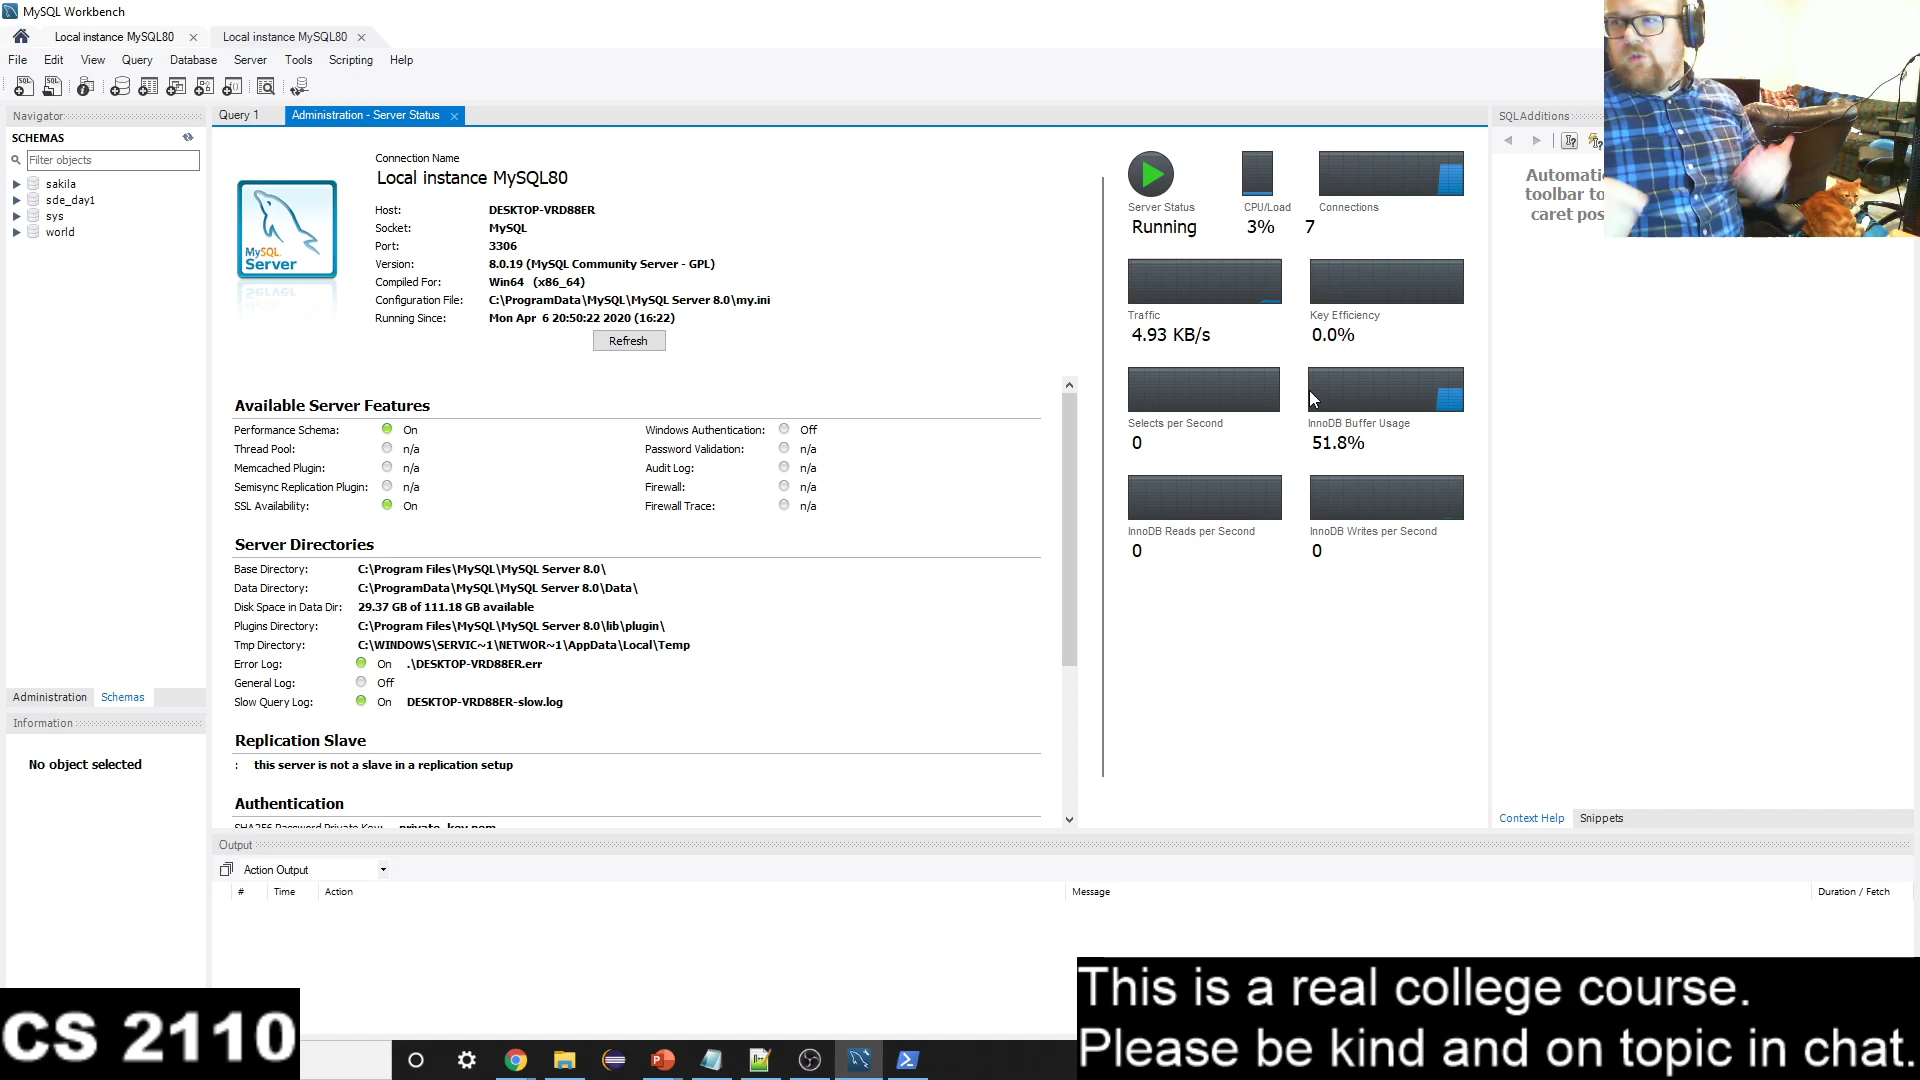 MySQL Workbench
Local instance MySQL80
Local instance MySQL80
File Edit View Query Database Server Tools Scripting Help
Navigator
SCHEMAS
Filter objects
sakila
sde_day1
sys
world
Administration Schemas
Information
No object selected
Query 1
Administration - Server Status
Connection Name
Local instance MySQL80
Host: DESKTOP-VRD88ER
Socket: MySQL
Port: 3306
Version: 8.0.19 (MySQL Community Server - GPL)
Compiled For: Win64 (x86_64)
Configuration File: C:\ProgramData\MySQL\MySQL Server 8.0\my.ini
Running Since: Mon Apr 6 20:50:22 2020 (16:22)
Refresh
MySQL
Server
Available Server Features
Performance Schema: On
Thread Pool: n/a
Memcached Plugin: n/a
Semisync Replication Plugin: n/a
SSL Availability: On
Windows Authentication: Off
Password Validation: n/a
Audit Log: n/a
Firewall: n/a
Firewall Trace: n/a
Server Directories
Base Directory: C:\Program Files\MySQL\MySQL Server 8.0\
Data Directory: C:\ProgramData\MySQL\MySQL Server 8.0\Data\
Disk Space in Data Dir: 29.37 GB of 111.18 GB available
Plugins Directory: C:\Program Files\MySQL\MySQL Server 8.0\lib\plugin\
Tmp Directory: C:\WINDOWS\SERVIC~1\NETWOR~1\AppData\Local\Temp
Error Log: On .\DESKTOP-VRD88ER.err
General Log: Off
Slow Query Log: On DESKTOP-VRD88ER-slow.log
Replication Slave
: this server is not a slave in a replication setup
Authentication
SHA256 Password Private Key: private_key.pem
Server Status
Running
CPU/Load
3%
Connections
7
Traffic
4.93 KB/s
Key Efficiency
0.0%
Selects per Second
0
InnoDB Buffer Usage
51.8%
InnoDB Reads per Second
0
InnoDB Writes per Second
0
SQLAdditions
Automatic
toolbar to
caret pos
Context Help Snippets
Output
Action Output
# Time Action Message Duration / Fetch
CS 2110
This is a real college course.
Please be kind and on topic in chat.